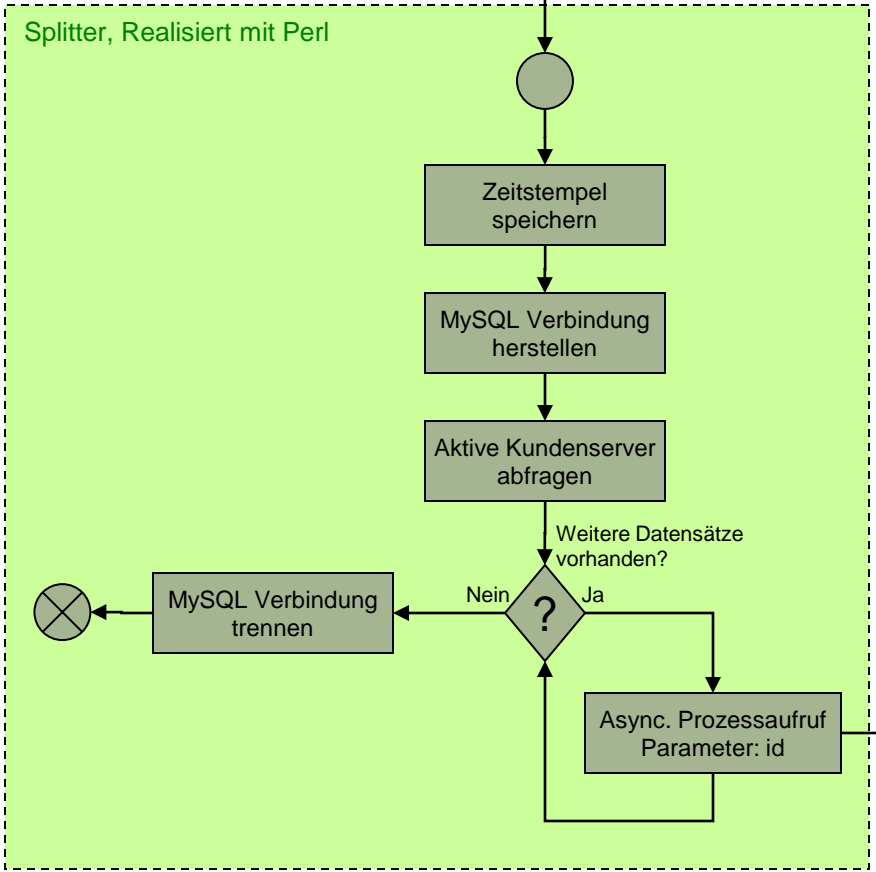 Splitter, Realisiert mit Perl
Zeitstempel
speichern
MySQL Verbindung
herstellen
Aktive Kundenserver
abfragen
Weitere Datensätze
vorhanden?
Nein
?
Ja
MySQL Verbindung
trennen
Async. Prozessaufruf
Parameter: id